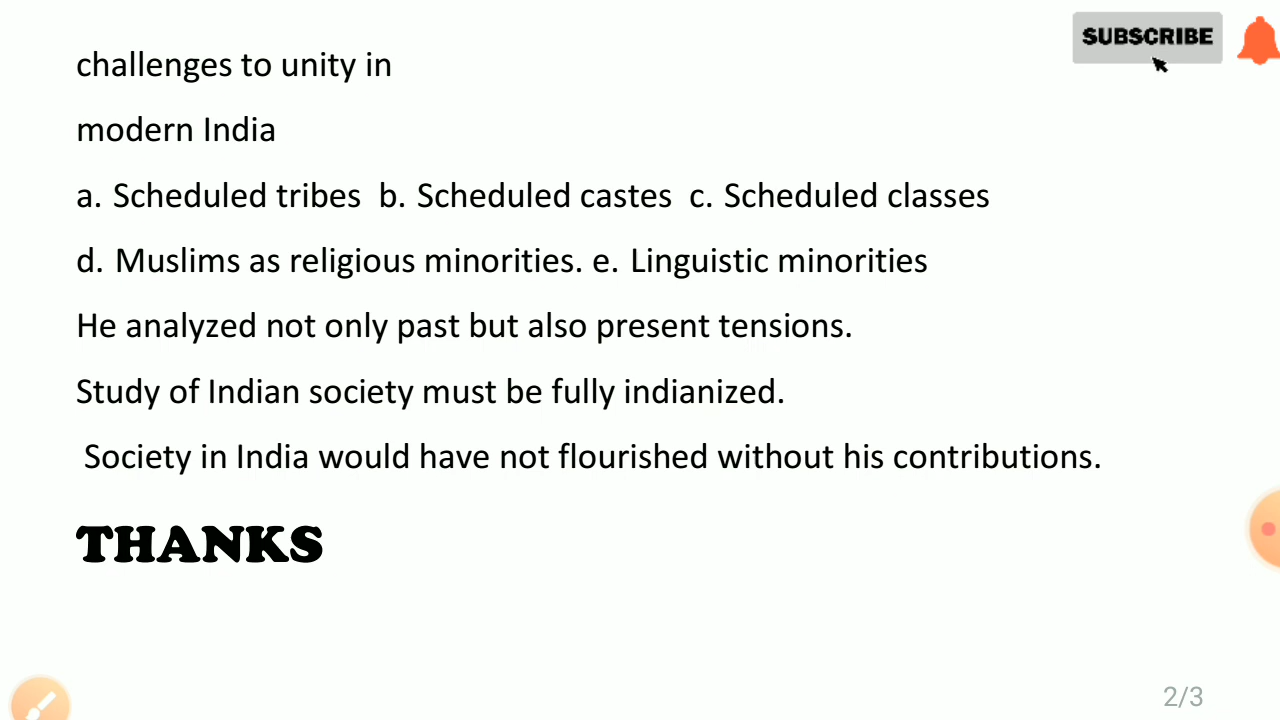 SUBSCRIBE
challenges to unity in
modern India
a. Scheduled tribes b. Scheduled castes c. Scheduled classes
d. Muslims as religious minorities. e. Linguistic minorities
He analyzed not only past but also present tensions.
Study of Indian society must be fully indianized.
Society in India would have not flourished without his contributions.
THANKS
2/3